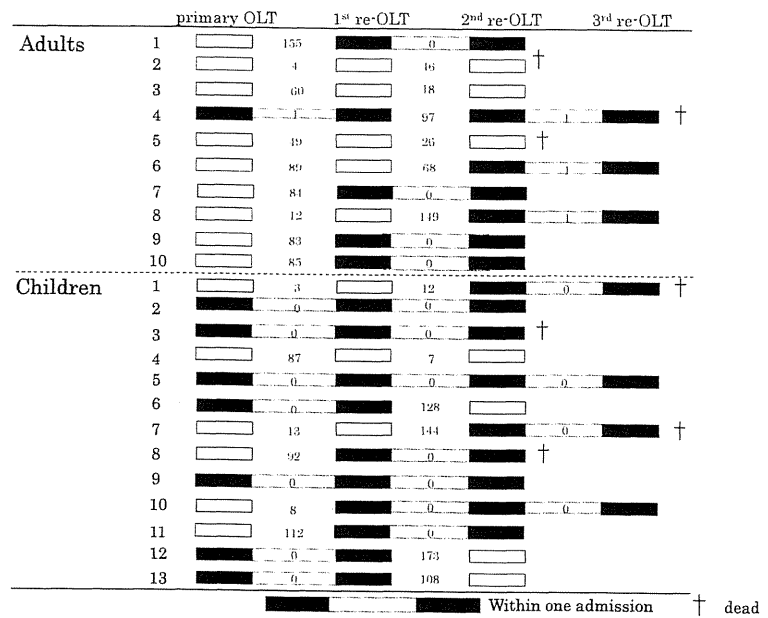 primary OLT 1st re-OLT 2nd re-OLT 3rd re-OLT
Adults 1 155 0
2 4 46 †
3 60 18
4 1 97 1 †
5 49 26 †
6 89 68 1
7 84 0
8 12 149 1
9 83 0
10 85 0
Children 1 3 12 0 †
2 0 0
3 0 0 †
4 87 7
5 0 0 0
6 0 128
7 13 144 0 †
8 92 0 †
9 0 0
10 8 0 0
11 112 0
12 0 173
13 0 108
Within one admission † dead